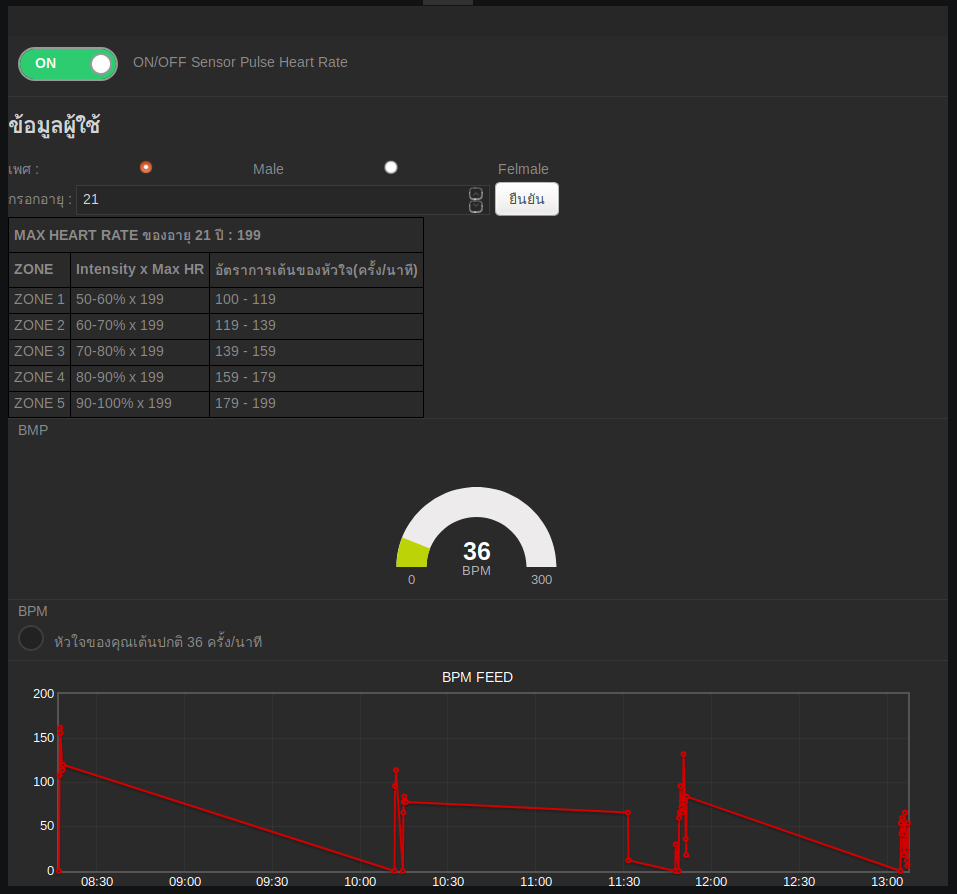 ON
ON/OFF Sensor Pulse Heart Rate
ข้อมูลผู้ใช้
เพศ : Male Felmale
กรอกอายุ : 21 ยืนยัน
MAX HEART RATE ของอายุ 21 ปี : 199
ZONE Intensity x Max HR อัตราการเต้นของหัวใจ(ครั้ง/นาที)
ZONE 1 50-60% x 199 100 - 119
ZONE 2 60-70% x 199 119 - 139
ZONE 3 70-80% x 199 139 - 159
ZONE 4 80-90% x 199 159 - 179
ZONE 5 90-100% x 199 179 - 199
BMP
36
BPM
0 300
BPM
หัวใจของคุณเต้นปกติ 36 ครั้ง/นาที
BPM FEED
200
150
100
50
0
08:30 09:00 09:30 10:00 10:30 11:00 11:30 12:00 12:30 13:00